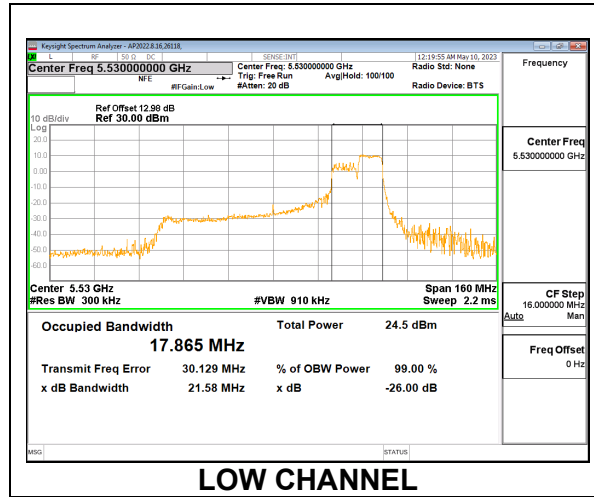 Keysight Spectrum Analyzer - AP2022.8.16,26118,
L RF 50 Ω DC SENSE:INT 12:19:55 AM May 10, 2023
Center Freq 5.530000000 GHz
NFE
#IFGain:Low
Center Freq: 5.530000000 GHz
Trig: Free Run Avg|Hold: 100/100
#Atten: 20 dB
Radio Std: None
Radio Device: BTS
Frequency
Ref Offset 12.98 dB
10 dB/div Ref 30.00 dBm
Log
20.0
10.0
0.00
-10.0
-20.0
-30.0
-40.0
-50.0
-60.0
Center 5.53 GHz Span 160 MHz
#Res BW 300 kHz #VBW 910 kHz Sweep 2.2 ms
Center Freq
5.530000000 GHz
CF Step
16.000000 MHz
Auto Man
Freq Offset
0 Hz
Occupied Bandwidth Total Power 24.5 dBm
17.865 MHz
Transmit Freq Error 30.129 MHz % of OBW Power 99.00 %
x dB Bandwidth 21.58 MHz x dB -26.00 dB
MSG STATUS
LOW CHANNEL